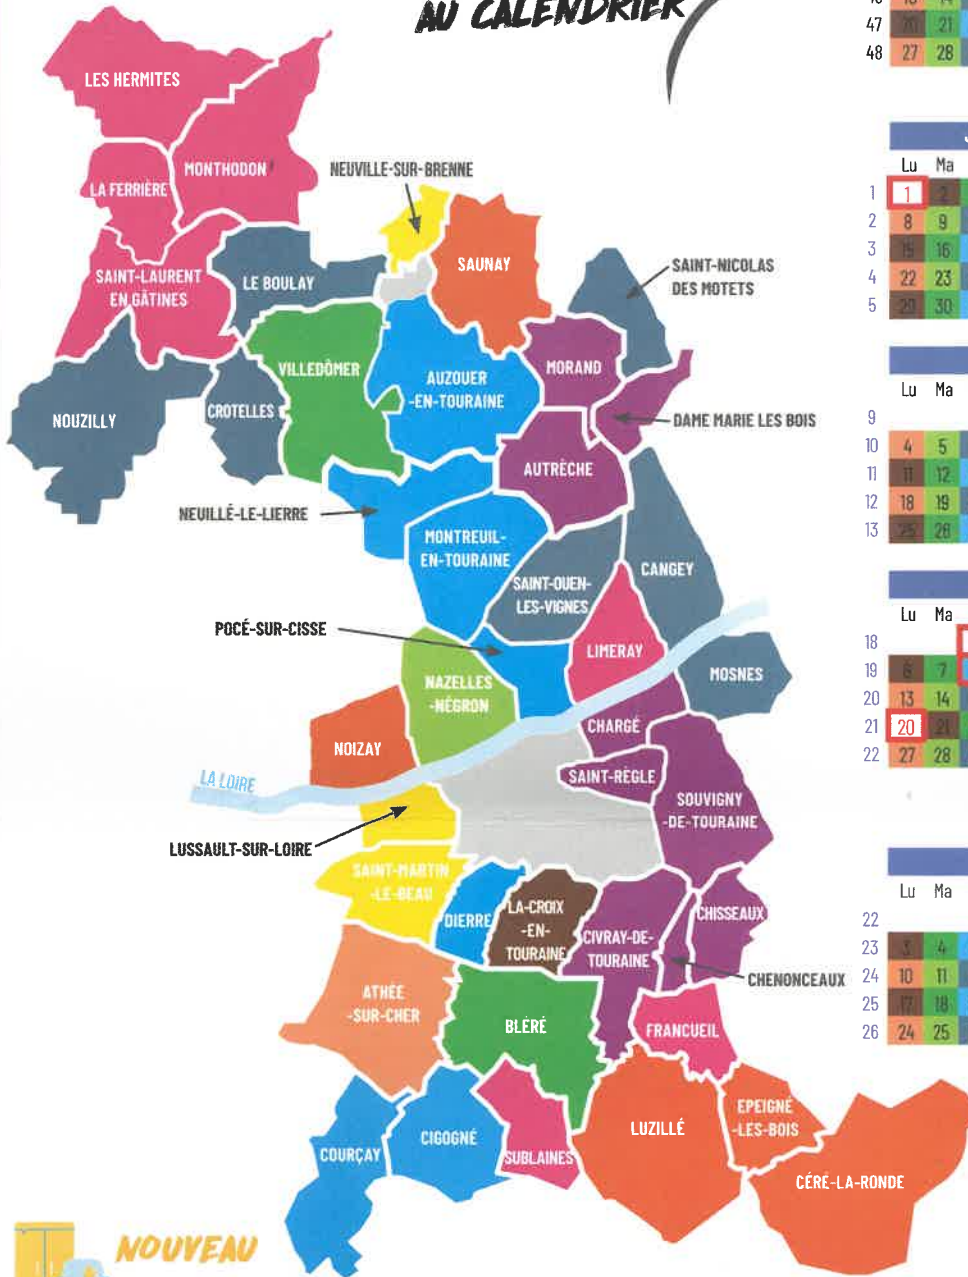 AU CALENDRIER
47 20 21
48 27 28
LES HERMITES
MONTHODON
LA FERRIÈRE
NEUVILLE-SUR-BRENNE
SAINT-LAURENT
EN GÂTINES
LE BOULAY
SAUNAY
SAINT-NICOLAS
DES MOTETS
VILLEDÔMER
AUZOUER
-EN-TOURAINE
MORAND
NOUZILLY
CROTELLES
DAME MARIE LES BOIS
AUTRÈCHE
NEUILLÉ-LE-LIERRE
MONTREUIL-
EN-TOURAINE
SAINT-OUEN-
LES-VIGNES
CANGEY
POCÉ-SUR-CISSE
LIMERAY
NAZELLES
-NÉGRON
MOSNES
NOIZAY
CHARGÉ
LA LOIRE
SAINT-RÈGLE
SOUVIGNY
-DE-TOURAINE
LUSSAULT-SUR-LOIRE
SAINT-MARTIN
-LE-BEAU
DIERRE
LA-CROIX
-EN-
TOURAINE
CIVRAY-DE-
TOURAINE
CHISSEAUX
CHENONCEAUX
ATHÉE
-SUR-CHER
BLÉRÉ
FRANCUEIL
LUZILLÉ
EPEIGNÉ
-LES-BOIS
COURÇAY
CIGOGNÉ
SUBLAINES
CÉRÉ-LA-RONDE
NOUVEAU
Lu Ma
1 1 2
2 8 9
3 15 16
4 22 23
5 29 30
Lu Ma
9
10 4 5
11 11 12
12 18 19
13 25 26
Lu Ma
18
19 6 7
20 13 14
21 20 21
22 27 28
Lu Ma
22
23 3 4
24 10 11
25 17 18
26 24 25